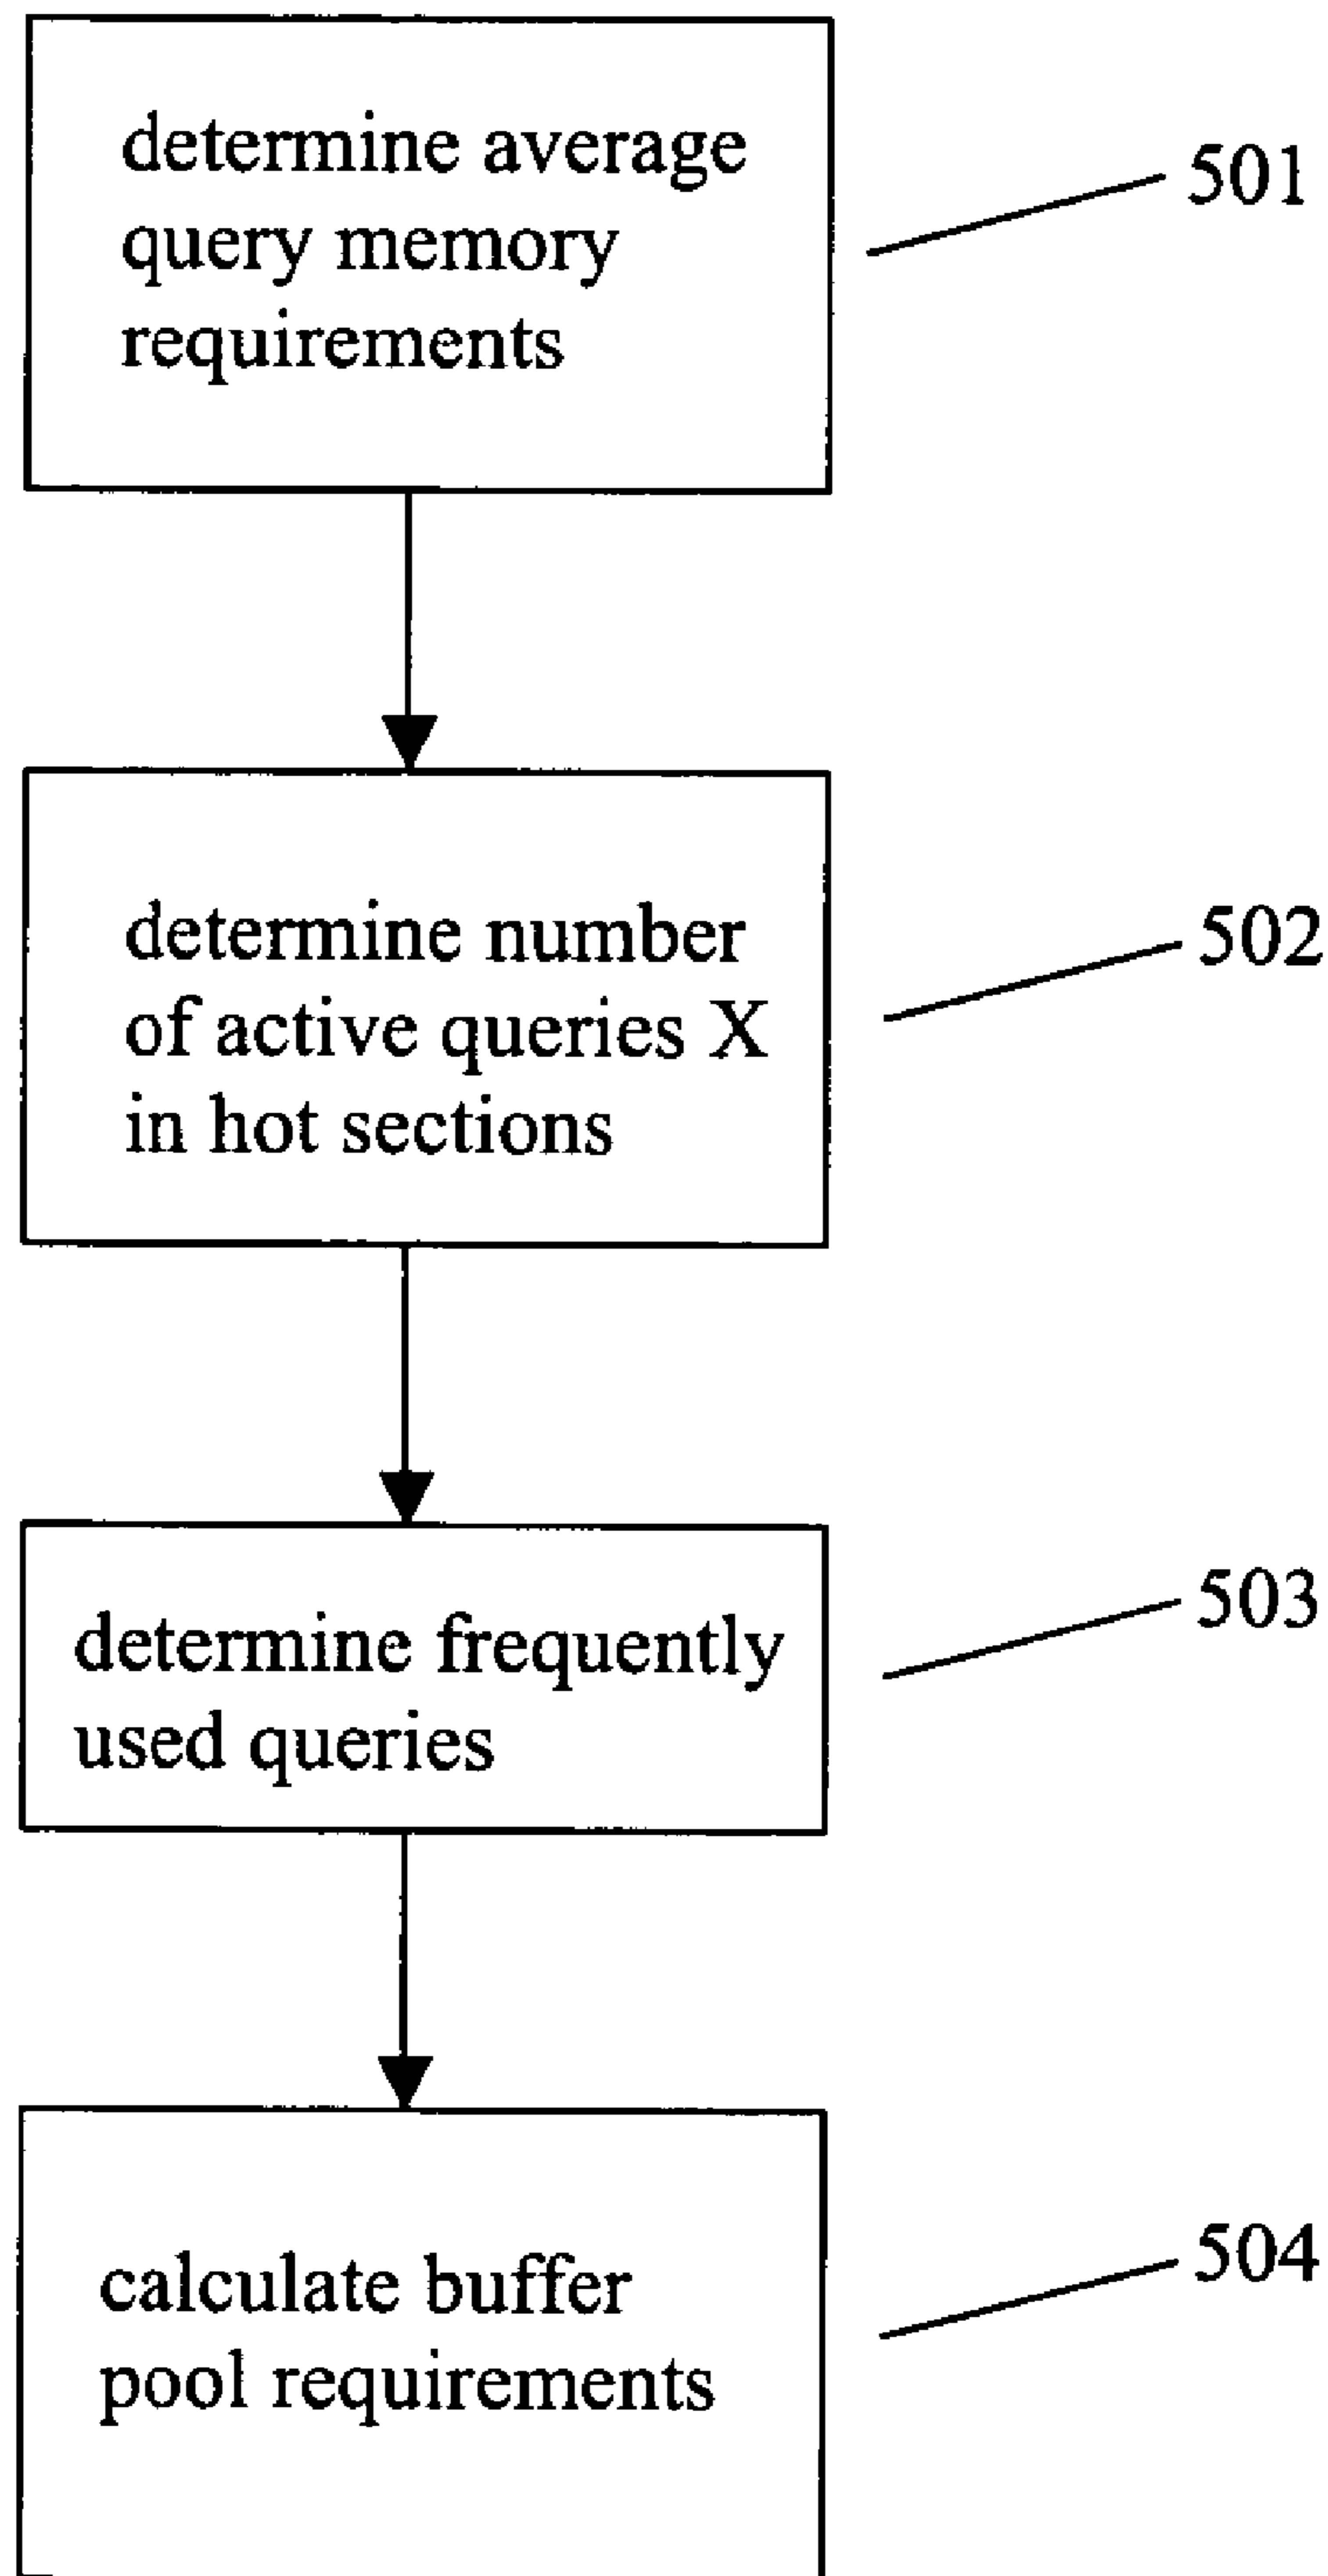 determine average
query memory
requirements
501
determine number
of active queries X
in hot sections
502
determine frequently
used queries
503
calculate buffer
pool requirements
504